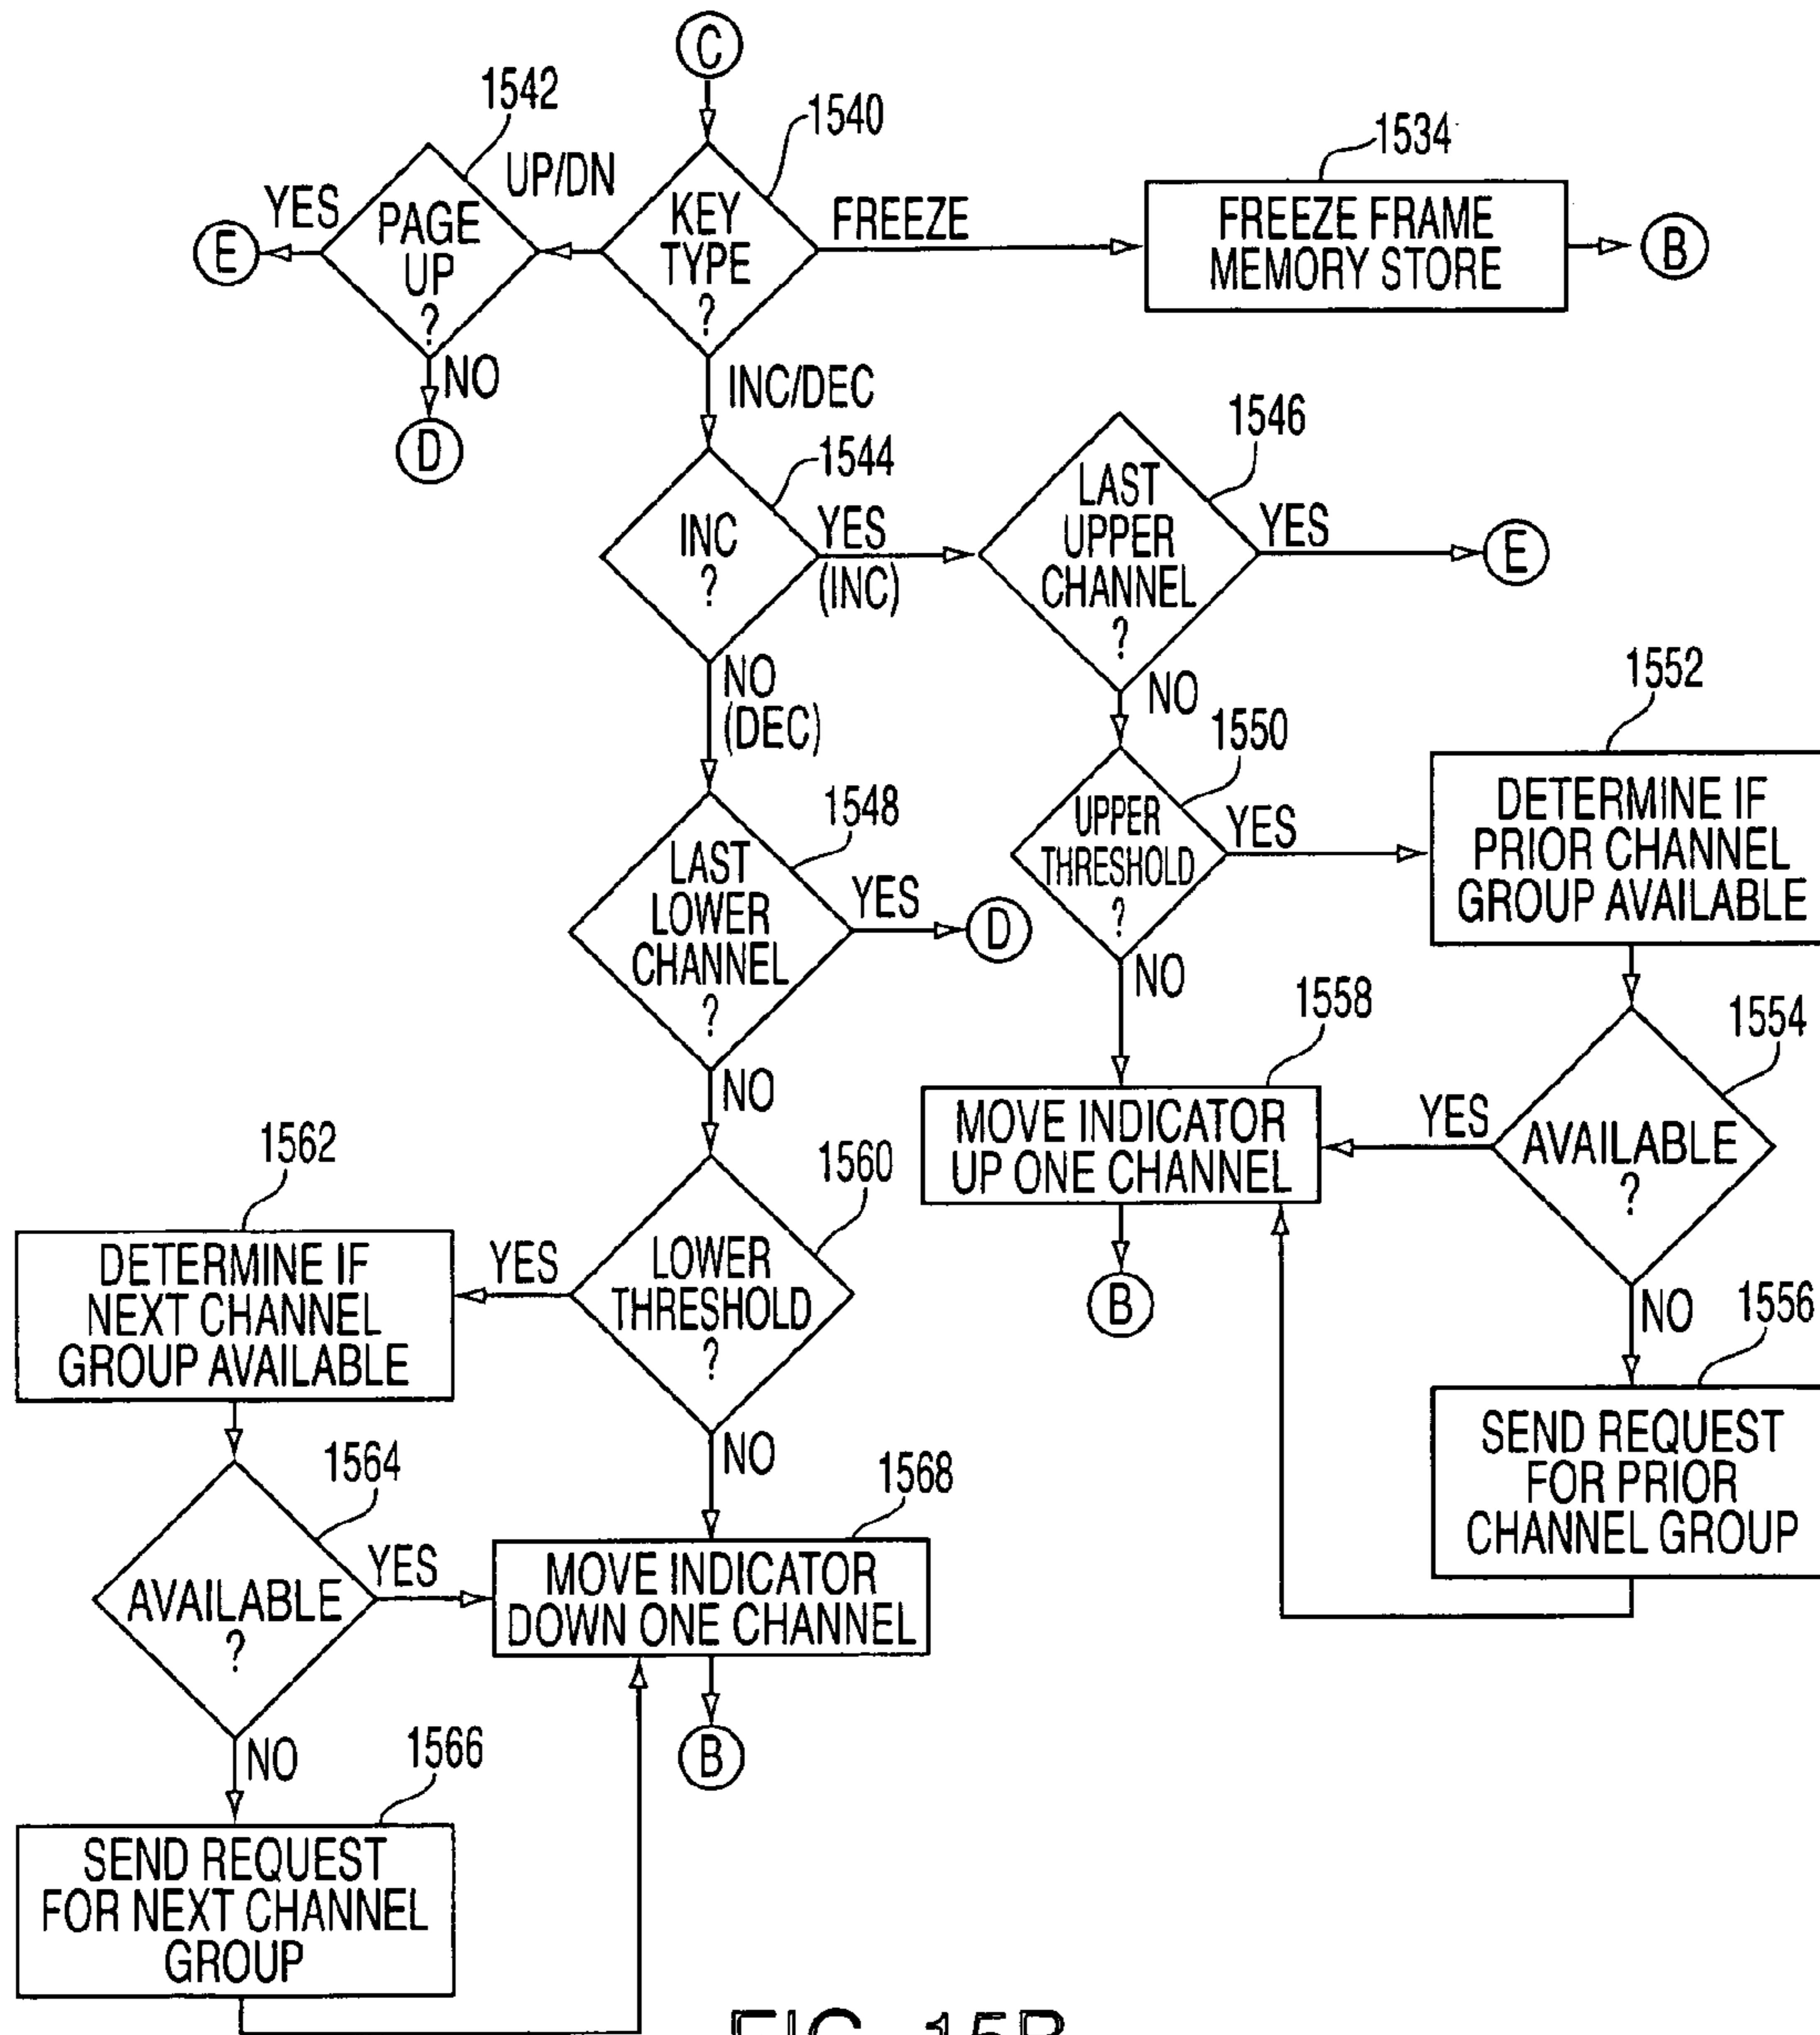 C
1542
1540
1534
UP/DN
YES
E
PAGE
UP
?
KEY
TYPE
?
FREEZE
FREEZE FRAME
MEMORY STORE
B
NO
D
INC/DEC
1544
1546
INC
?
YES
(INC)
LAST
UPPER
CHANNEL
?
YES
E
NO
(DEC)
NO
1548
1550
1552
LAST
LOWER
CHANNEL
?
YES
D
UPPER
THRESHOLD
?
YES
DETERMINE IF
PRIOR CHANNEL
GROUP AVAILABLE
NO
NO
1558
1554
MOVE INDICATOR
UP ONE CHANNEL
YES
AVAILABLE
?
1562
1560
DETERMINE IF
NEXT CHANNEL
GROUP AVAILABLE
YES
LOWER
THRESHOLD
?
B
NO
1556
SEND REQUEST
FOR PRIOR
CHANNEL GROUP
NO
1564
1568
AVAILABLE
?
YES
MOVE INDICATOR
DOWN ONE CHANNEL
B
NO
1566
SEND REQUEST
FOR NEXT CHANNEL
GROUP